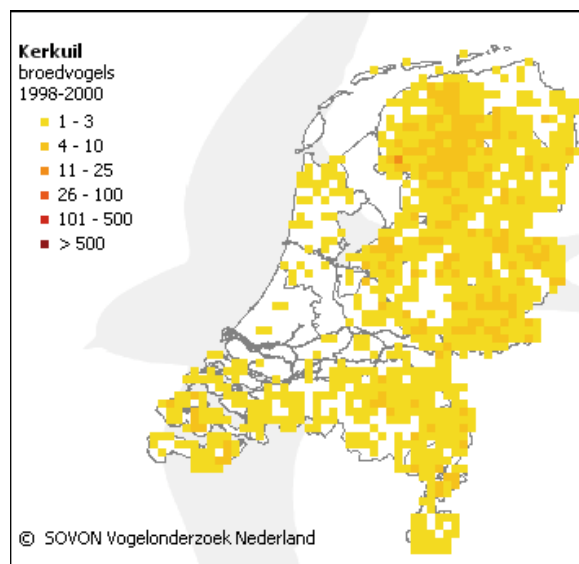 Kerkuil
broedvogels
1998-2000
1 - 3
4 - 10
11 - 25
26 - 100
101 - 500
> 500
© SOVON Vogelonderzoek Nederland